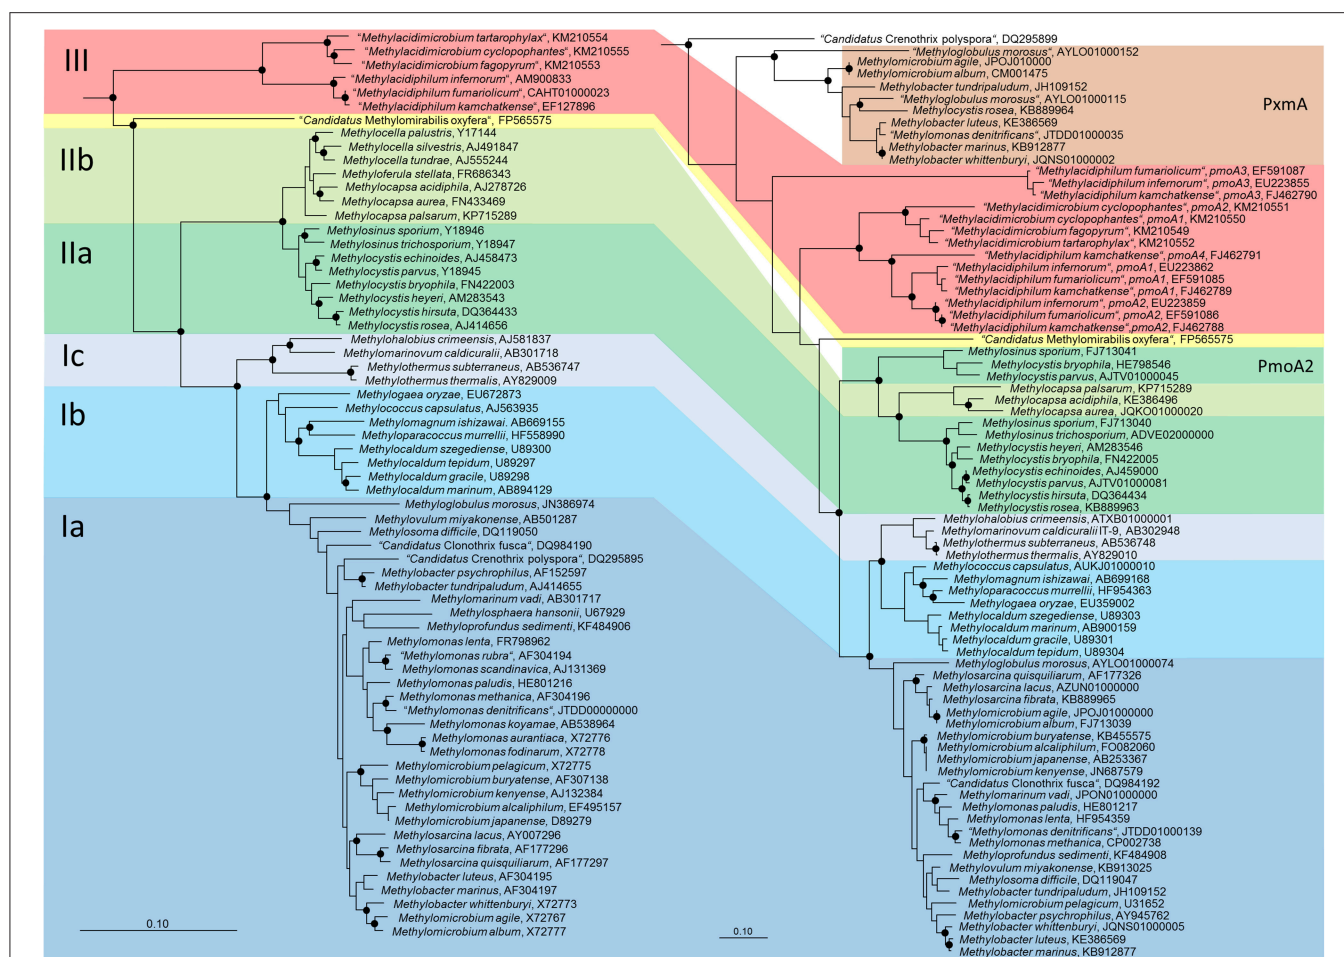 III
"Methylacidimicrobium tartarophylax", KM210554
"Methylacidimicrobium cyclopophantes", KM210555
"Methylacidimicrobium fagopyrum", KM210553
"Methylacidiphilum infernorum", AM900833
"Methylacidiphilum fumariolicum", CAHT01000023
"Methylacidiphilum kamchatkense", EF127896
"Candidatus Methylomirabilis oxyfera", FP565575
IIb
Methylocella palustris, Y17144
Methylocella silvestris, AJ491847
Methylocella tundrae, AJ555244
Methyloferula stellata, FR686343
Methylocapsa acidiphila, AJ278726
Methylocapsa aurea, FN433469
Methylocapsa palsarum, KP715289
IIa
Methylosinus sporium, Y18946
Methylosinus trichosporium, Y18947
Methylocystis echinoides, AJ458473
Methylocystis parvus, Y18945
Methylocystis bryophila, FN422003
Methylocystis heyeri, AM283543
Methylocystis hirsuta, DQ364433
Methylocystis rosea, AJ414656
Ic
Methylohalobius crimeensis, AJ581837
Methylomarinovum caldicuralii, AB301718
Methylothermus subterraneus, AB536747
Methylothermus thermalis, AY829009
Ib
Methylogaea oryzae, EU672873
Methylococcus capsulatus, AJ563935
Methylomagnum ishizawai. AB669155
Methyloparacoccus murrellii, HF558990
Methylocaldum szegediense, U89300
Methylocaldum tepidum, U89297
Methylocaldum gracile, U89298
Methylocaldum marinum, AB894129
Ia
Methyloglobulus morosus, JN386974
Methylovulum miyakonense, AB501287
Methylosoma difficile, DQ119050
"Candidatus Clonothrix fusca", DQ984190
"Candidatus Crenothrix polyspora", DQ295895
Methylobacter psychrophilus, AF152597
Methylobacter tundripaludum, AJ414655
Methylomarinum vadi, AB301717
Methylosphaera hansonii, U67929
Methyloprofundus sedimenti, KF484906
Methylomonas lenta, FR798962
"Methylomonas rubra", AF304194
Methylomonas scandinavica, AJ131369
Methylomonas paludis, HE801216
Methylomonas methanica, AF304196
"Methylomonas denitrificans", JTDD00000000
Methylomonas koyamae, AB538964
Methylomonas aurantiaca, X72776
Methylomonas fodinarum, X72778
Methylomicrobium pelagicum, X72775
Methylomicrobium buryatense, AF307138
Methylomicrobium kenyense, AJ132384
Methylomicrobium alcaliphilum, EF495157
Methylomicrobium japanense, D89279
Methylosarcina lacus, AY007296
Methylosarcina fibrata, AF177296
Methylosarcina quisquiliarum, AF177297
Methylobacter luteus, AF304195
Methylobacter marinus, AF304197
Methylobacter whittenburyi, X72773
Methylomicrobium agile, X72767
Methylomicrobium album, X72777
0.10
"Candidatus Crenothrix polyspora", DQ295899
PxmA
"Methyloglobulus morosus", AYLO01000152
Methylomicrobium agile, JPOJ010000
Methylomicrobium album, CM001475
Methylobacter tundripaludum, JH109152
"Methyloglobulus morosus", AYLO01000115
Methylocystis rosea, KB889964
Methylobacter luteus, KE386569
"Methylomonas denitrificans", JTDD01000035
Methylobacter marinus, KB912877
Methylobacter whittenburyi, JQNS01000002
"Methylacidiphilum fumariolicum", pmoA3, EF591087
"Methylacidiphilum infernorum", pmoA3, EU223855
"Methylacidiphilum kamchatkense", pmoA3, FJ462790
"Methylacidimicrobium cyclopophantes", pmoA2, KM210551
"Methylacidimicrobium cyclopophantes", pmoA1, KM210550
"Methylacidimicrobium fagopyrum", KM210549
"Methylacidimicrobium tartarophylax", KM210552
"Methylacidiphilum kamchatkense", pmoA4, FJ462791
"Methylacidiphilum infernorum", pmoA1, EU223862
"Methylacidiphilum fumariolicum", pmoA1, EF591085
"Methylacidiphilum kamchatkense", pmoA1, FJ462789
"Methylacidiphilum infernorum", pmoA2, EU223859
"Methylacidiphilum fumariolicum", pmoA2, EF591086
"Methylacidiphilum kamchatkense", pmoA2, FJ462788
"Candidatus Methylomirabilis oxyfera", FP565575
PmoA2
Methylosinus sporium, FJ713041
Methylocystis bryophila, HE798546
Methylocystis parvus, AJTV01000045
Methylocapsa palsarum, KP715289
Methylocapsa acidiphila, KE386496
Methylocapsa aurea, JQKO01000020
Methylosinus sporium, FJ713040
Methylosinus trichosporium, ADVE02000000
Methylocystis heyeri, AM283546
Methylocystis bryophila, FN422005
Methylocystis echinoides, AJ459000
Methylocystis parvus, AJTV01000081
Methylocystis hirsuta, DQ364434
Methylocystis rosea, KB889963
Methylohalobius crimeensis, ATXB01000001
Methylomarinovum caldicuralii IT-9, AB302948
Methylothermus subterraneus, AB536748
Methylothermus thermalis, AY829010
Methylococcus capsulatus, AUKJ01000010
Methylomagnum ishizawai, AB699168
Methyloparacoccus murrellii, HF954363
Methylogaea oryzae, EU359002
Methylocaldum szegediense, U89303
Methylocaldum marinum, AB900159
Methylocaldum gracile, U89301
Methylocaldum tepidum, U89304
Methyloglobulus morosus, AYLO01000074
Methylosarcina quisquiliarum, AF177326
Methylosarcina lacus, AZUN01000000
Methylosarcina fibrata, KB889965
Methylomicrobium agile, JPOJ01000000
Methylomicrobium album, FJ713039
Methylomicrobium buryatense, KB455575
Methylomicrobium alcaliphilum, FO082060
Methylomicrobium japanense, AB253367
Methylomicrobium kenyense, JN687579
"Candidatus Clonothrix fusca", DQ984192
Methylomarinum vadi, JPON01000000
Methylomonas paludis, HE801217
Methylomonas lenta, HF954359
"Methylomonas denitrificans", JTDD01000139
Methylomonas methanica, CP002738
Methyloprofundus sedimenti, KF484908
Methylovulum miyakonense, KB913025
Methylosoma difficile, DQ119047
Methylobacter tundripaludum, JH109152
Methylomicrobium pelagicum, U31652
Methylobacter psychrophilus, AY945762
Methylobacter whittenburyi, JQNS01000005
Methylobacter luteus, KE386569
Methylobacter marinus, KB912877
0.10